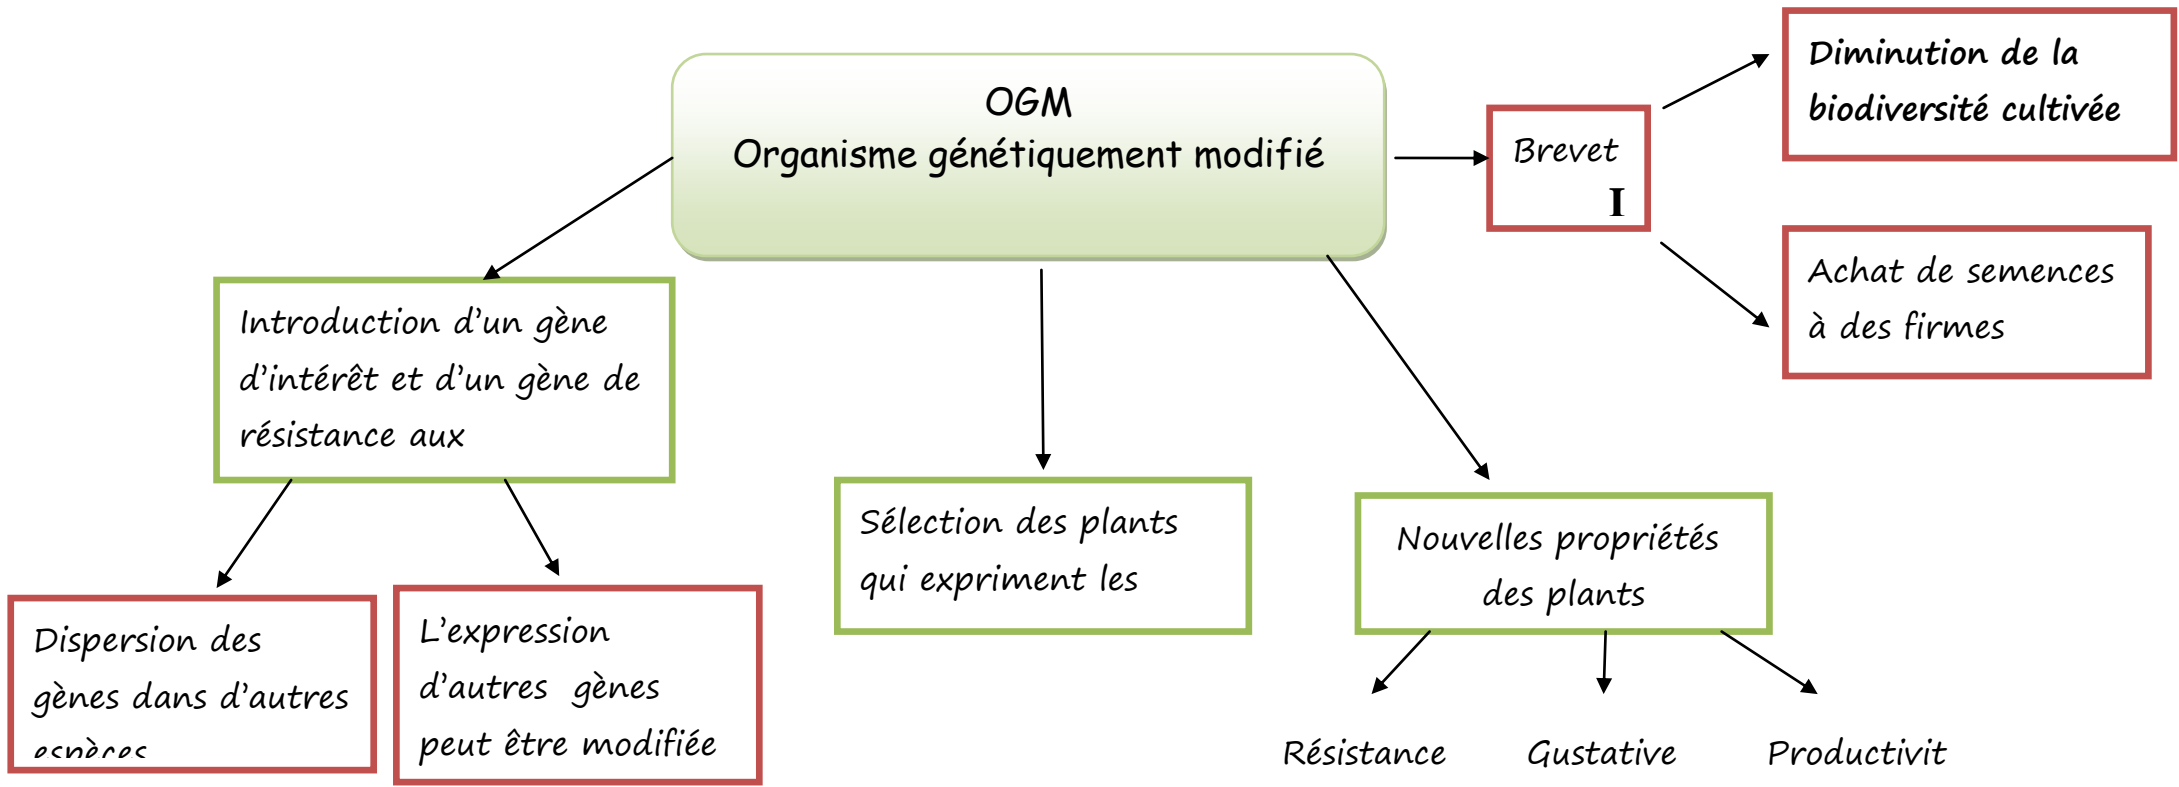 OGM
Organisme génétiquement modifié
Brevet
I
Diminution de la
biodiversité cultivée
Achat de semences
à des firmes
Introduction d’un gène
d’intérêt et d’un gène de
résistance aux
Dispersion des
gènes dans d’autres
espèces
L’expression
d’autres gènes
peut être modifiée
Sélection des plants
qui expriment les
Nouvelles propriétés
des plants
Résistance
Gustative
Productivit